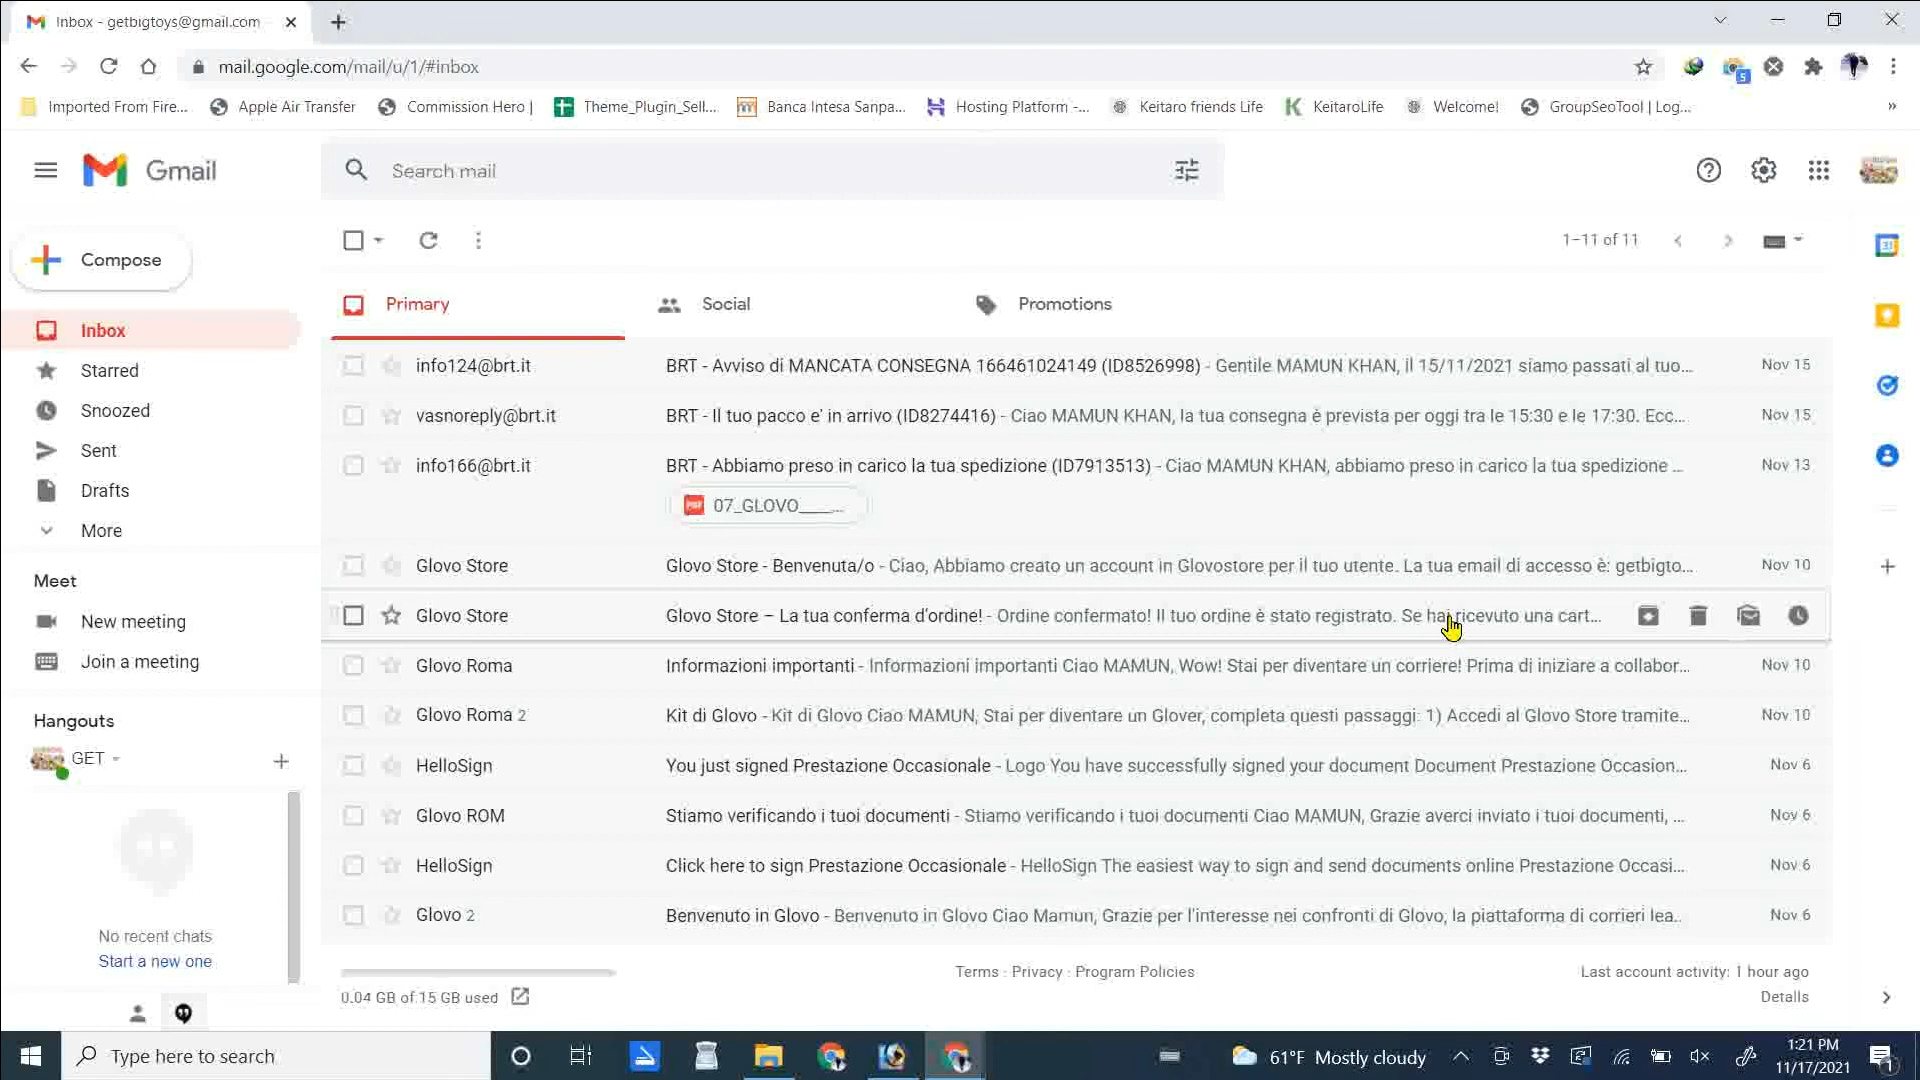 Inbox - getbigtoys@gmail.com
mail.google.com/mail/u/1/#inbox
5
Imported From Fire... Apple Air Transfer Commission Hero | Theme_Plugin_Sell... Banca Intesa Sanpa... Hosting Platform -... Keitaro friends Life KeitaroLife Welcome! GroupSeoTool | Log... »
Gmail
Search mail
Compose
1–11 of 11
31
Primary Social Promotions
Inbox
Starred
Snoozed
Sent
Drafts
More
info124@brt.it BRT - Avviso di MANCATA CONSEGNA 166461024149 (ID8526998) - Gentile MAMUN KHAN, il 15/11/2021 siamo passati al tuo... Nov 15
vasnoreply@brt.it BRT - Il tuo pacco e' in arrivo (ID8274416) - Ciao MAMUN KHAN, la tua consegna è prevista per oggi tra le 15:30 e le 17:30. Ecc... Nov 15
info166@brt.it BRT - Abbiamo preso in carico la tua spedizione (ID7913513) - Ciao MAMUN KHAN, abbiamo preso in carico la tua spedizione ... Nov 13
PDF 07_GLOVO____...
Glovo Store Glovo Store - Benvenuta/o - Ciao, Abbiamo creato un account in Glovostore per il tuo utente. La tua email di accesso è: getbigto... Nov 10
Glovo Store Glovo Store – La tua conferma d'ordine! - Ordine confermato! Il tuo ordine è stato registrato. Se hai ricevuto una cart...
Glovo Roma Informazioni importanti - Informazioni importanti Ciao MAMUN, Wow! Stai per diventare un corriere! Prima di iniziare a collabor... Nov 10
Glovo Roma 2 Kit di Glovo - Kit di Glovo Ciao MAMUN, Stai per diventare un Glover, completa questi passaggi: 1) Accedi al Glovo Store tramite... Nov 10
HelloSign You just signed Prestazione Occasionale - Logo You have successfully signed your document Document Prestazione Occasion... Nov 6
Glovo ROM Stiamo verificando i tuoi documenti - Stiamo verificando i tuoi documenti Ciao MAMUN, Grazie averci inviato i tuoi documenti, ... Nov 6
HelloSign Click here to sign Prestazione Occasionale - HelloSign The easiest way to sign and send documents online Prestazione Occasi... Nov 6
Glovo 2 Benvenuto in Glovo - Benvenuto in Glovo Ciao Mamun, Grazie per l'interesse nei confronti di Glovo, la piattaforma di corrieri lea.. Nov 6
Meet
New meeting
Join a meeting
Hangouts
GET
No recent chats
Start a new one
0.04 GB of 15 GB used
Terms · Privacy · Program Policies
Last account activity: 1 hour ago
Details
Type here to search
61°F Mostly cloudy
1:21 PM
11/17/2021
1